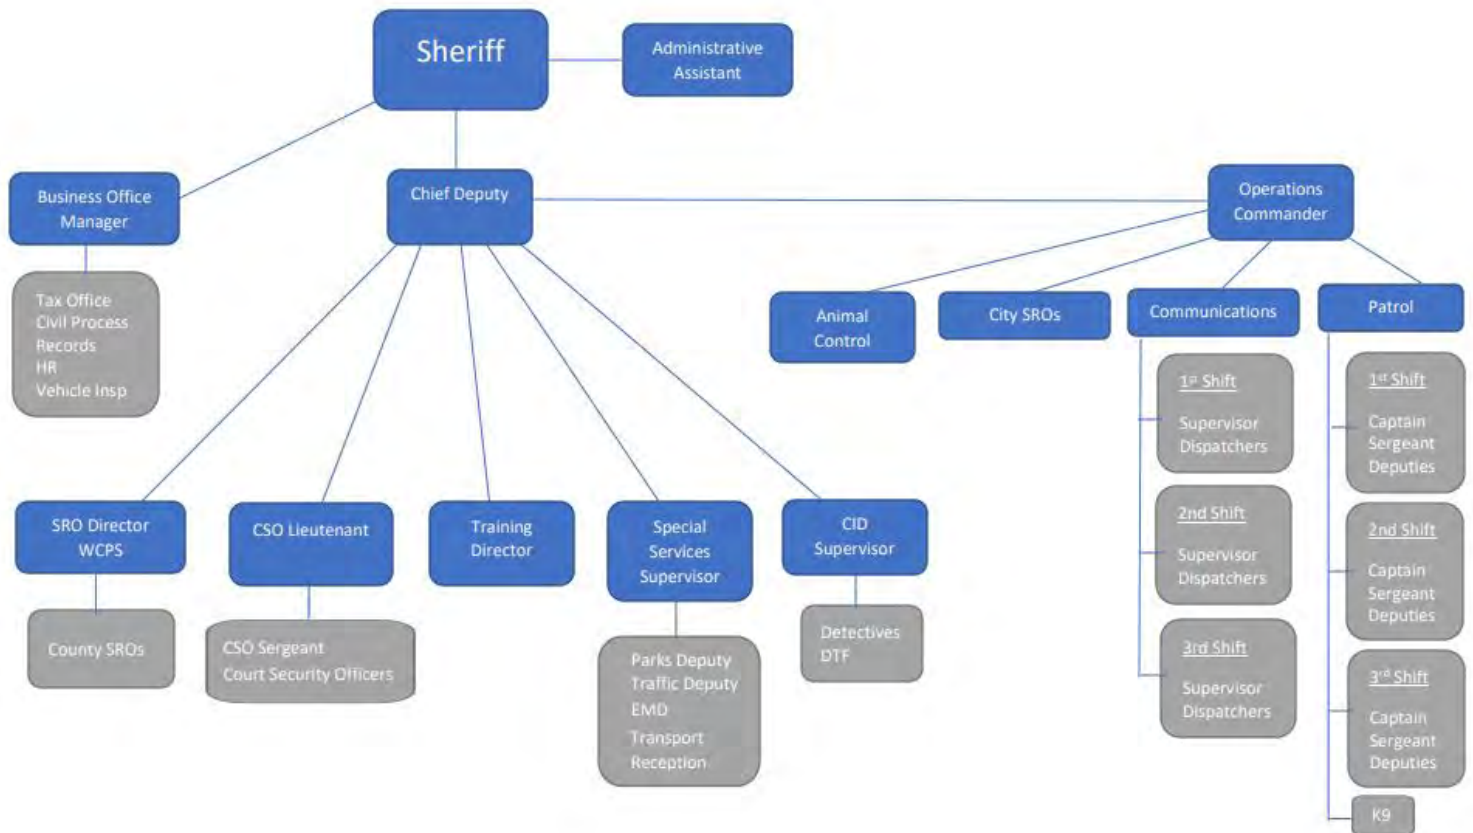 Sheriff
Administrative
Assistant
Business Office
Manager
Chief Deputy
Operations
Commander
Tax Office
Civil Process
Records
HR
Vehicle Insp
Animal
Control
City SROs
Communications
Patrol
1st Shift
Supervisor
Dispatchers
2nd Shift
Supervisor
Dispatchers
3rd Shift
Supervisor
Dispatchers
1st Shift
Captain
Sergeant
Deputies
2nd Shift
Captain
Sergeant
Deputies
3rd Shift
Captain
Sergeant
Deputies
K9
SRO Director
WCPS
CSO Lieutenant
Training
Director
Special
Services
Supervisor
CID
Supervisor
County SROs
CSO Sergeant
Court Security Officers
Parks Deputy
Traffic Deputy
EMD
Transport
Reception
Detectives
DTF